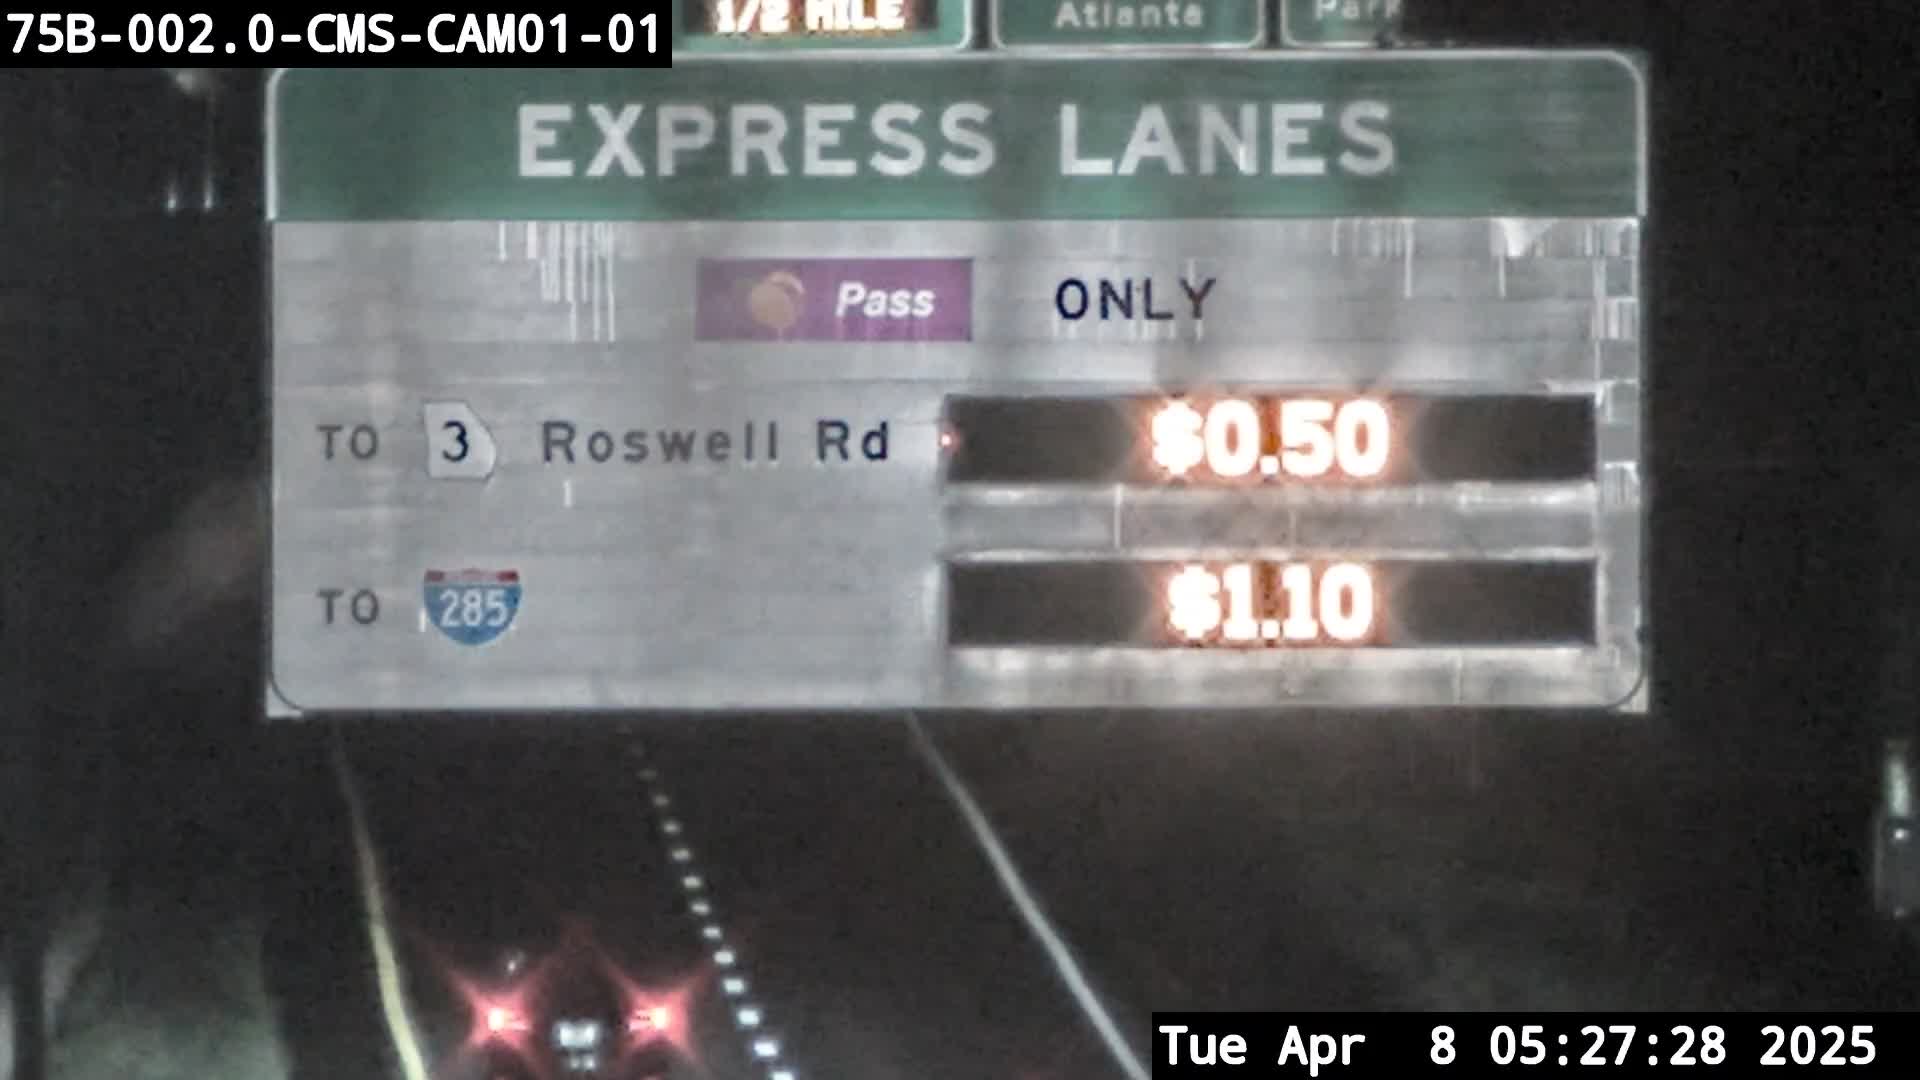 75B-002.0-CMS-CAM01-01
1/2 MILE
Atlanta
Park
EXPRESS LANES
Pass ONLY
TO 3 Roswell Rd $0.50
TO 285 $1.10
Tue Apr 8 05:27:28 2025